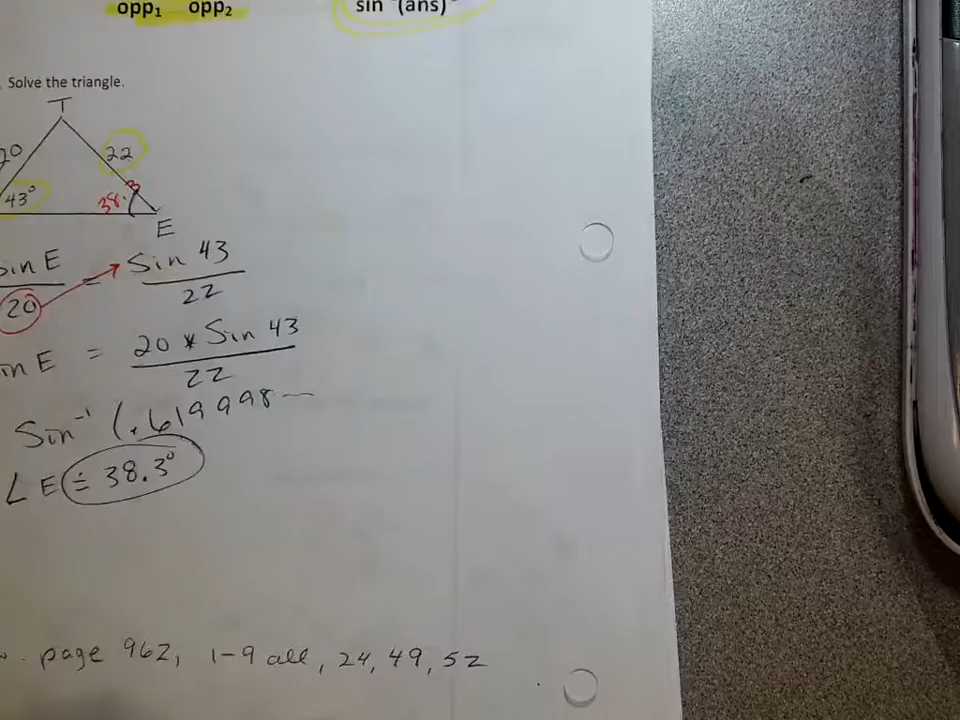 opp₁ opp₂
sin (ans)
Solve the triangle.
T
20
22
43°
38.3
E
sin E = Sin 43
20 22
in E = 20 * Sin 43
22
Sin⁻¹ (.619998—
∠E ≐ 38.3°
page 962, 1-9 all, 24, 49, 52